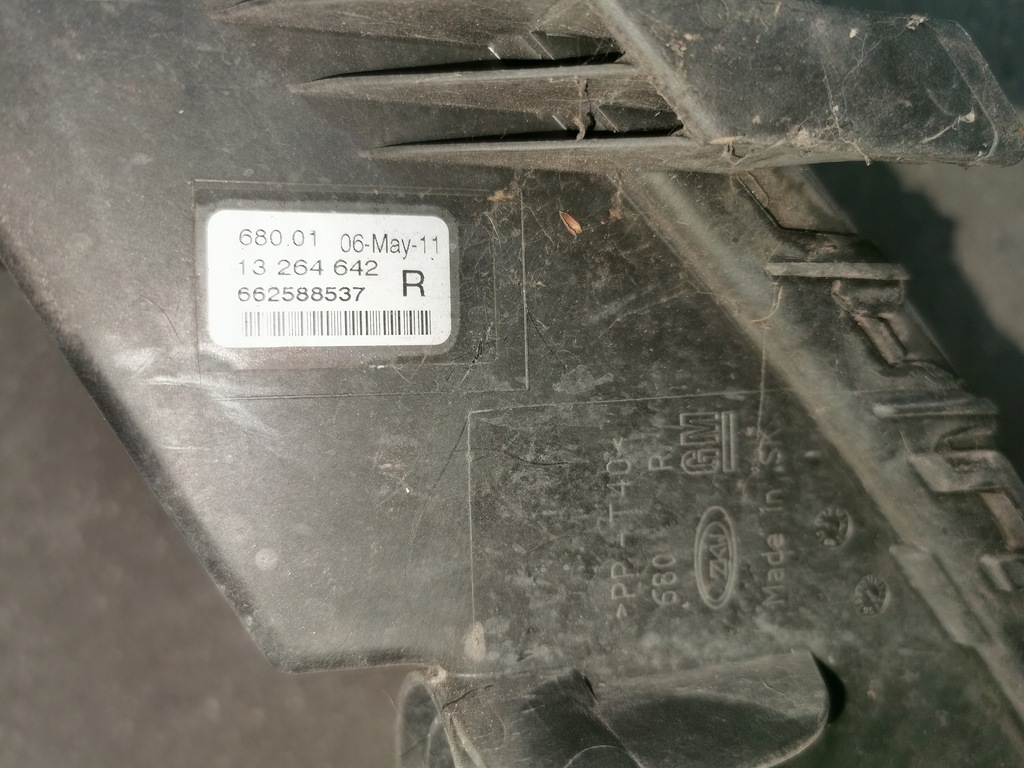 680.01 06-May-11
13 264 642
662588537 R
>PP-T40<
680 R
GM
Made in SK